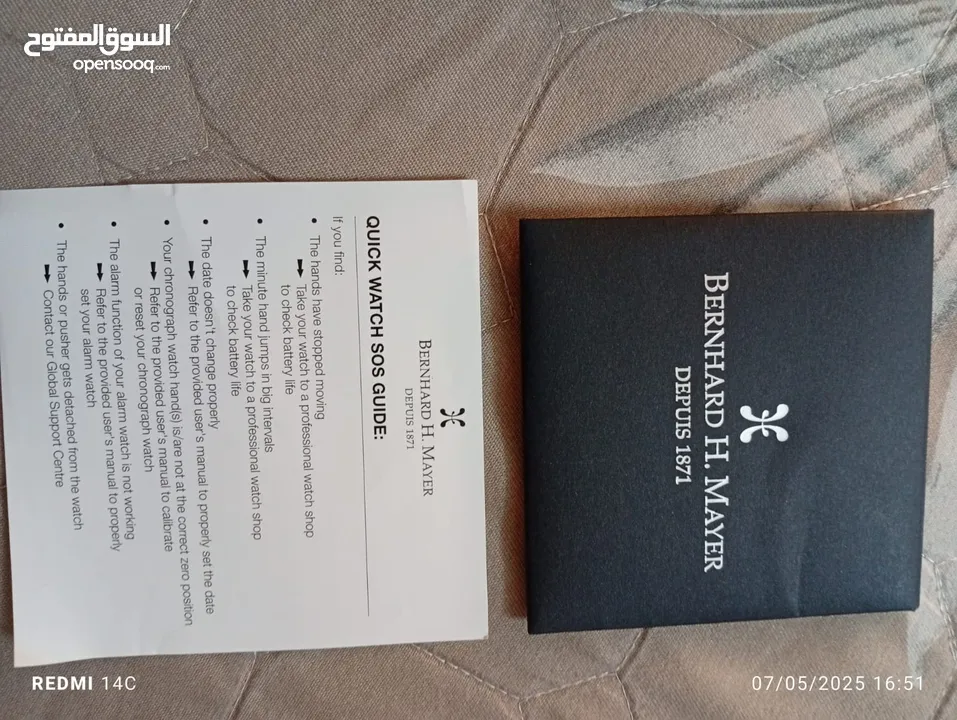 السوق المفتوح
opensooq.com
BERNHARD H. MAYER
DEPUIS 1871
QUICK WATCH SOS GUIDE:
If you find:
• The hands have stopped moving
➡ Take your watch to a professional watch shop
to check battery life
• The minute hand jumps in big intervals
➡ Take your watch to a professional watch shop
to check battery life
• The date doesn't change properly
➡ Refer to the provided user's manual to properly set the date
• Your chronograph watch hand(s) is/are not at the correct zero position
➡ Refer to the provided user's manual to calibrate
or reset your chronograph watch
• The alarm function of your alarm watch is not working
➡ Refer to the provided user's manual to properly
set your alarm watch
• The hands or pusher gets detached from the watch
➡ Contact our Global Support Centre
BERNHARD H. MAYER
DEPUIS 1871
REDMI 14C
07/05/2025 16:51